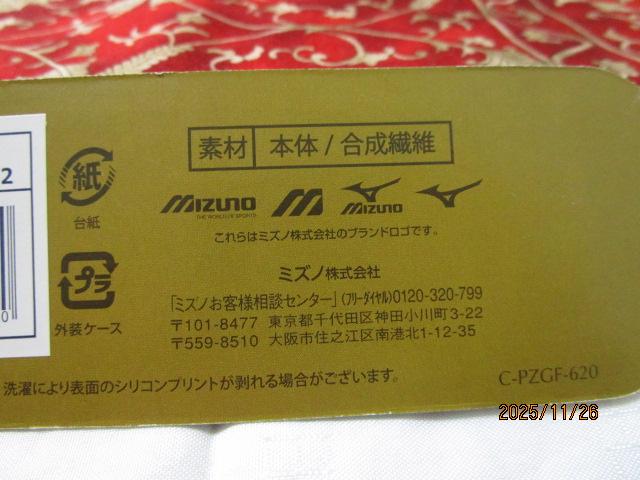 素材 本体/合成繊維
2
紙
台紙
MIZUNO
THE WORLD OF SPORTS
MIZUNO
これらはミズノ株式会社のブランドロゴです。
プラ
外装ケース
0
ミズノ株式会社
「ミズノお客様相談センター」(フリーダイヤル)0120-320-799
〒101-8477 東京都千代田区神田小川町3-22
〒559-8510 大阪市住之江区南港北1-12-35
洗濯により表面のシリコンプリントが剥れる場合がございます。
C-PZGF-620
2025/11/26